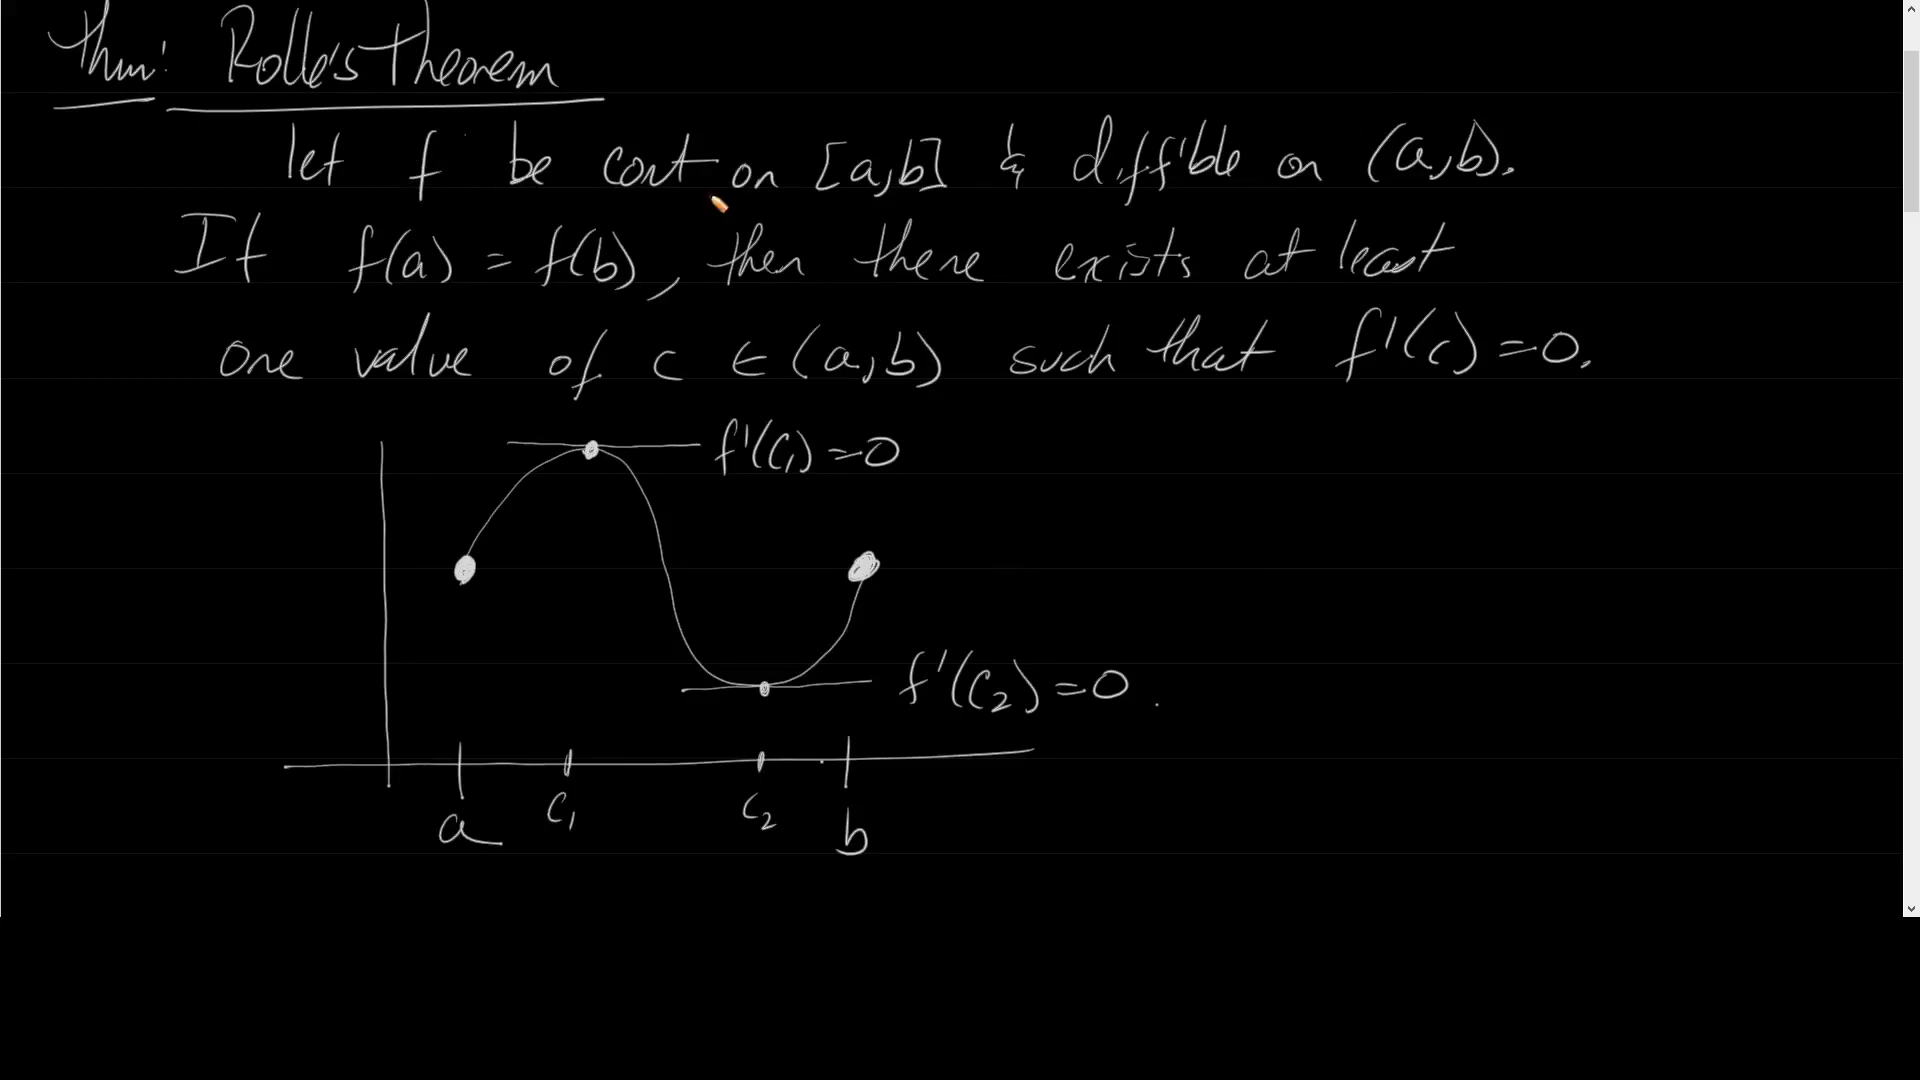 Thm: Rolle's Theorem
let f be cont on [a,b] & diff'ble on (a,b).
If f(a) = f(b), then there exists at least
one value of c ∈ (a,b) such that f'(c) = 0.
f'(c₁) = 0
f'(c₂) = 0.
a c₁ c₂ b